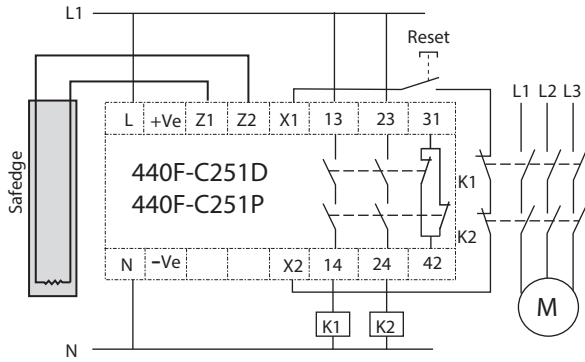 L1
Reset
L1 L2 L3
L +Ve Z1 Z2 X1 13 23 31
Safedge
440F-C251D
440F-C251P
K1
K2
N –Ve X2 14 24 42
K1 K2
M
N